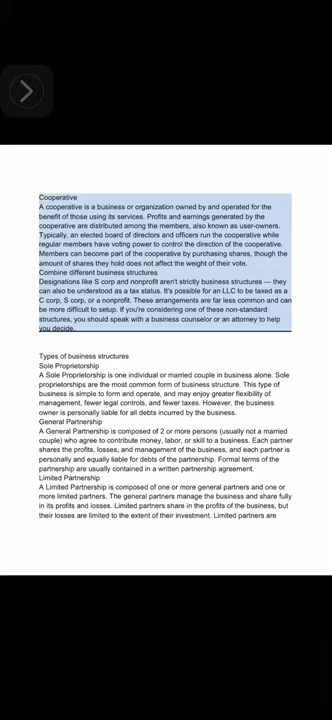 Cooperative
A cooperative is a business or organization owned by and operated for the
benefit of those using its services. Profits and earnings generated by the
cooperative are distributed among the members, also known as user-owners.
Typically, an elected board of directors and officers run the cooperative while
regular members have voting power to control the direction of the cooperative.
Members can become part of the cooperative by purchasing shares, though the
amount of shares they hold does not affect the weight of their vote.
Combine different business structures
Designations like S corp and nonprofit aren't strictly business structures — they
can also be understood as a tax status. It's possible for an LLC to be taxed as a
C corp, S corp, or a nonprofit. These arrangements are far less common and can
be more difficult to setup. If you're considering one of these non-standard
structures, you should speak with a business counselor or an attorney to help
you decide.
Types of business structures
Sole Proprietorship
A Sole Proprietorship is one individual or married couple in business alone. Sole
proprietorships are the most common form of business structure. This type of
business is simple to form and operate, and may enjoy greater flexibility of
management, fewer legal controls, and fewer taxes. However, the business
owner is personally liable for all debts incurred by the business.
General Partnership
A General Partnership is composed of 2 or more persons (usually not a married
couple) who agree to contribute money, labor, or skill to a business. Each partner
shares the profits, losses, and management of the business, and each partner is
personally and equally liable for debts of the partnership. Formal terms of the
partnership are usually contained in a written partnership agreement.
Limited Partnership
A Limited Partnership is composed of one or more general partners and one or
more limited partners. The general partners manage the business and share fully
in its profits and losses. Limited partners share in the profits of the business, but
their losses are limited to the extent of their investment. Limited partners are